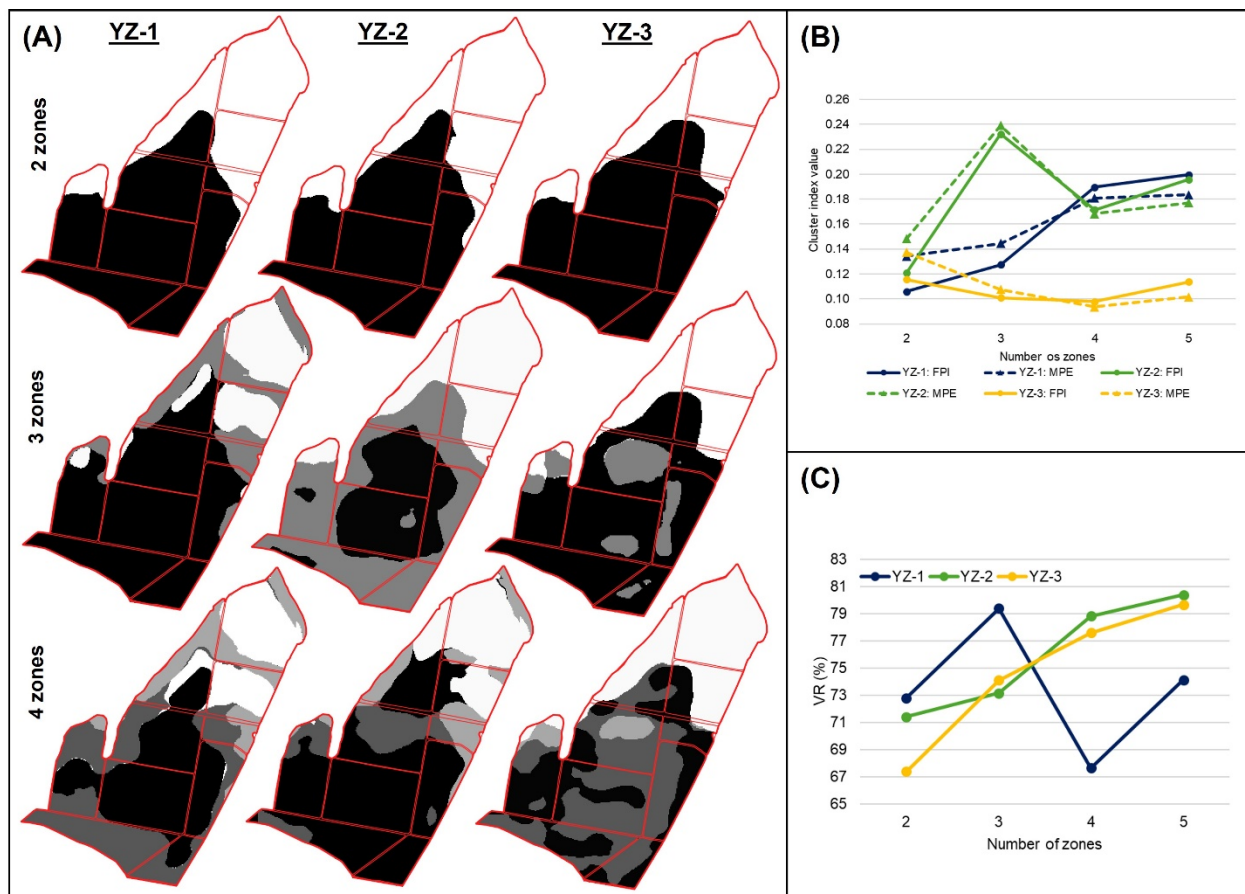 (A)
YZ-1
YZ-2
YZ-3
2 zones
3 zones
4 zones
(B)
Cluster index value
0.26
0.24
0.22
0.20
0.18
0.16
0.14
0.12
0.10
0.08
2 3 4 5
Number os zones
YZ-1: FPI YZ-1: MPE YZ-2: FPI
YZ-2: MPE YZ-3: FPI YZ-3: MPE
(C)
VR (%)
83
81
79
77
75
73
71
69
67
65
YZ-1 YZ-2 YZ-3
2 3 4 5
Number of zones